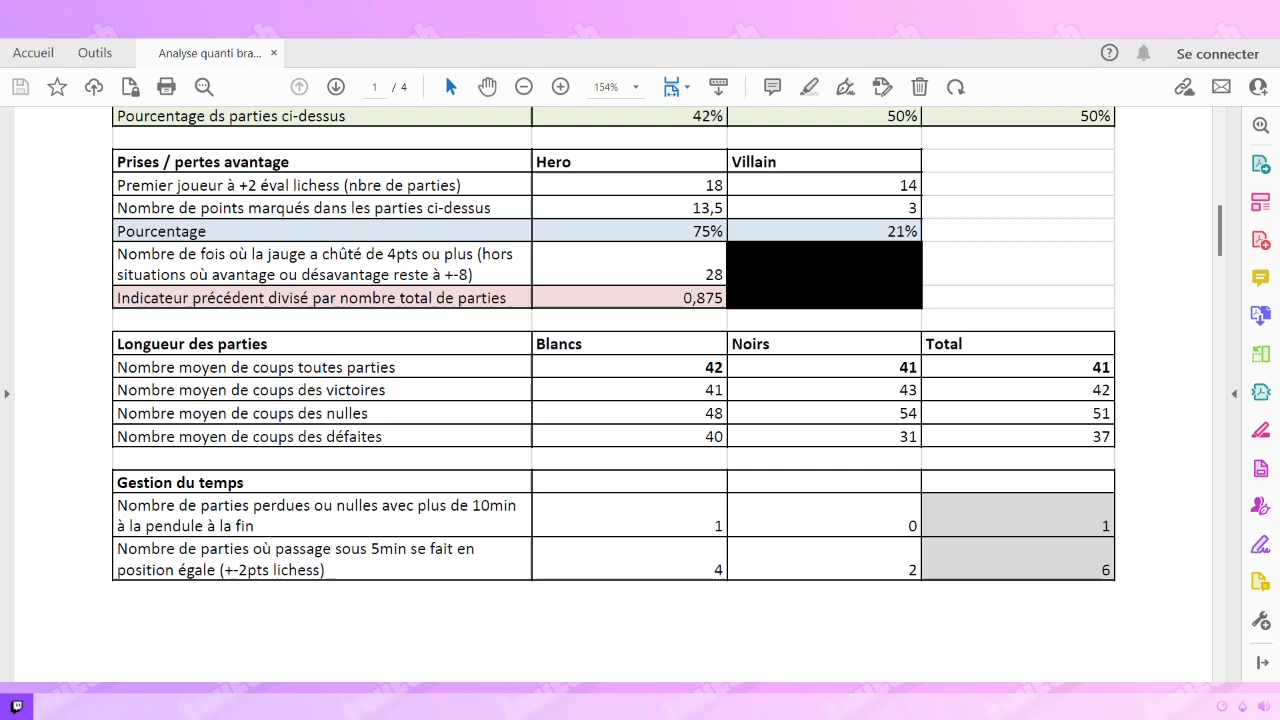 Accueil Outils Analyse quanti bra... × Se connecter
1 / 4 154%
Pourcentage ds parties ci-dessus 42% 50% 50%
Prises / pertes avantage Hero Villain
Premier joueur à +2 éval lichess (nbre de parties) 18 14
Nombre de points marqués dans les parties ci-dessus 13,5 3
Pourcentage 75% 21%
Nombre de fois où la jauge a chûté de 4pts ou plus (hors
situations où avantage ou désavantage reste à +-8) 28
Indicateur précédent divisé par nombre total de parties 0,875
Longueur des parties Blancs Noirs Total
Nombre moyen de coups toutes parties 42 41 41
Nombre moyen de coups des victoires 41 43 42
Nombre moyen de coups des nulles 48 54 51
Nombre moyen de coups des défaites 40 31 37
Gestion du temps
Nombre de parties perdues ou nulles avec plus de 10min
à la pendule à la fin 1 0 1
Nombre de parties où passage sous 5min se fait en
position égale (+-2pts lichess) 4 2 6